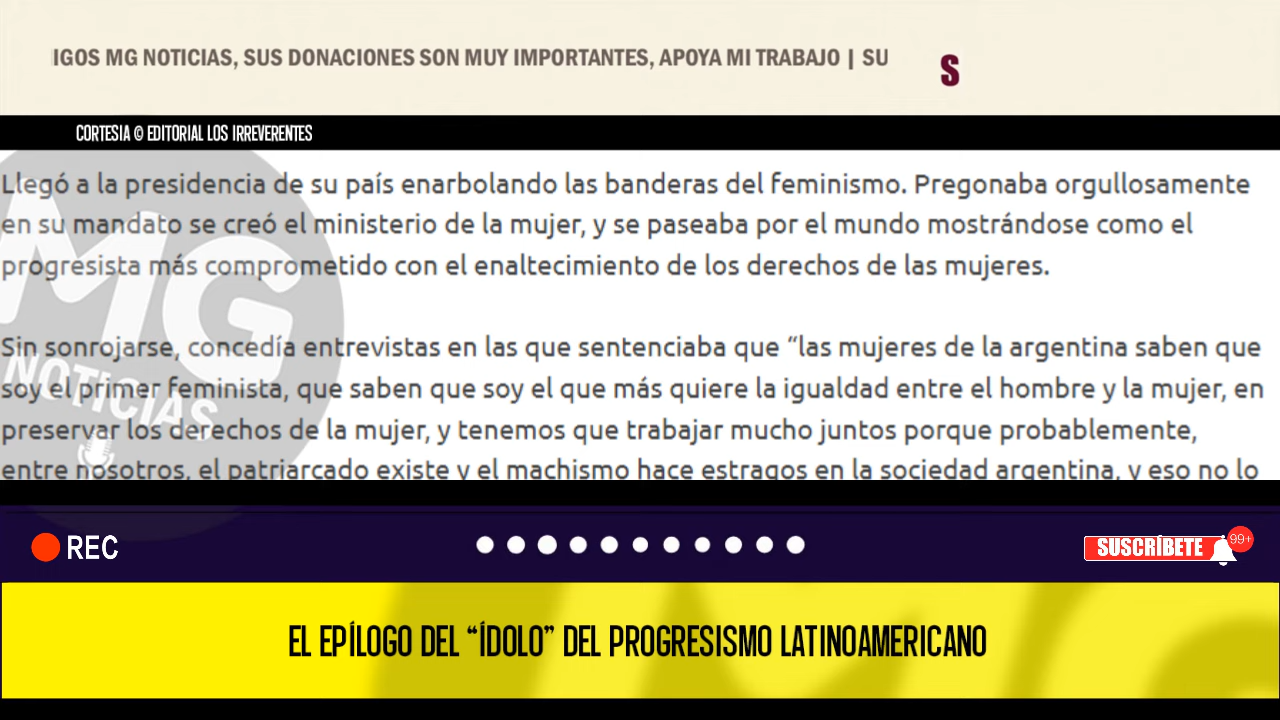 IGOS MG NOTICIAS, SUS DONACIONES SON MUY IMPORTANTES, APOYA MI TRABAJO | SU
S
CORTESIA © EDITORIAL LOS IRREVERENTES
Llegó a la presidencia de su país enarbolando las banderas del feminismo. Pregonaba orgullosamente
en su mandato se creó el ministerio de la mujer, y se paseaba por el mundo mostrándose como el
progresista más comprometido con el enaltecimiento de los derechos de las mujeres.
Sin sonrojarse, concedía entrevistas en las que sentenciaba que “las mujeres de la argentina saben que
soy el primer feminista, que saben que soy el que más quiere la igualdad entre el hombre y la mujer, en
preservar los derechos de la mujer, y tenemos que trabajar mucho juntos porque probablemente,
entre nosotros, el patriarcado existe y el machismo hace estragos en la sociedad argentina, y eso no lo
MG
NOTICIAS
REC
SUSCRÍBETE
99+
EL EPÍLOGO DEL “ÍDOLO” DEL PROGRESISMO LATINOAMERICANO